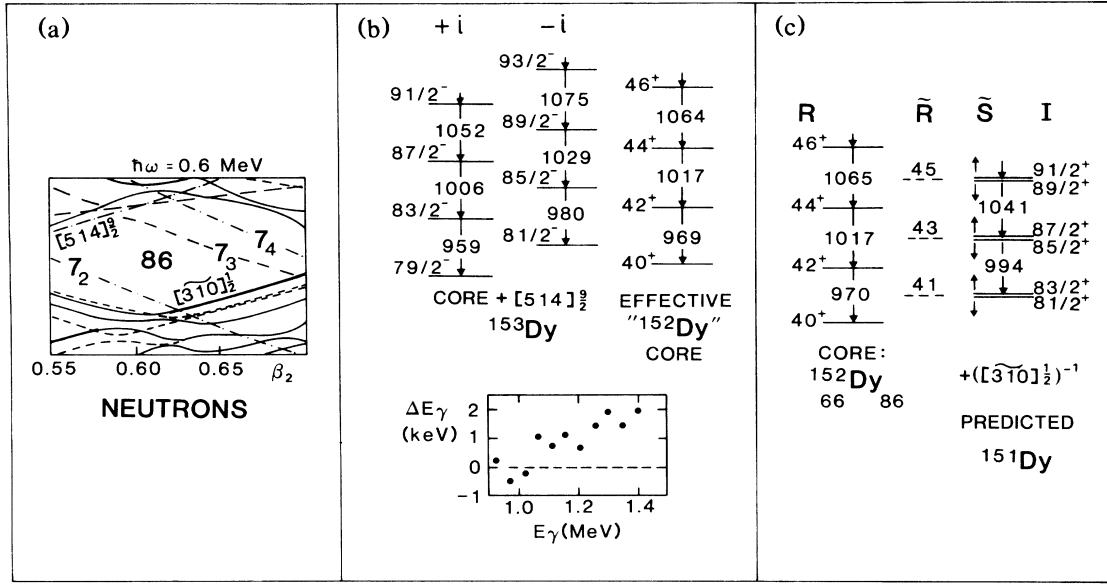 (a)
ħω = 0.6 MeV
[514]9/2
7₂
86
7₃
7₄
[3̃1̃0̃]1/2
0.55 0.60 0.65 β₂
NEUTRONS
(b)
+i −i
93/2⁻
1075
91/2⁻
1052
89/2⁻
1029
87/2⁻
1006
85/2⁻
980
83/2⁻
959
81/2⁻
79/2⁻
CORE + [514]9/2
¹⁵³Dy
46⁺
1064
44⁺
1017
42⁺
969
40⁺
EFFECTIVE
"¹⁵²Dy"
CORE
ΔEγ
(keV)
2
1
0
−1
1.0 1.2 1.4
Eγ(MeV)
(c)
R R̃ S̃ I
46⁺
1065
44⁺
1017
42⁺
970
40⁺
CORE:
¹⁵²Dy
66 86
45
43
41
91/2⁺
89/2⁺
1041
87/2⁺
85/2⁺
994
83/2⁺
81/2⁺
+([3̃1̃0̃]1/2)⁻¹
PREDICTED
¹⁵¹Dy